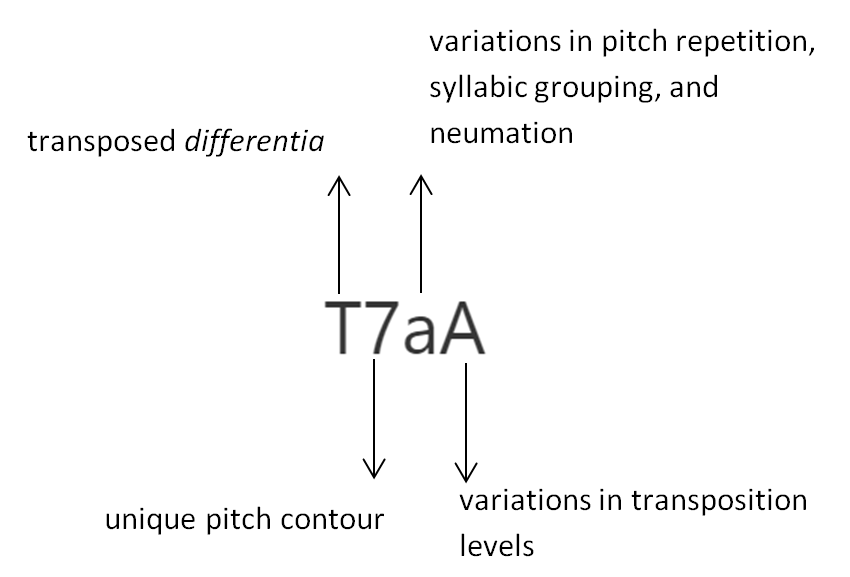 variations in pitch repetition,
syllabic grouping, and
neumation
transposed differentia
T7aA
unique pitch contour
variations in transposition
levels